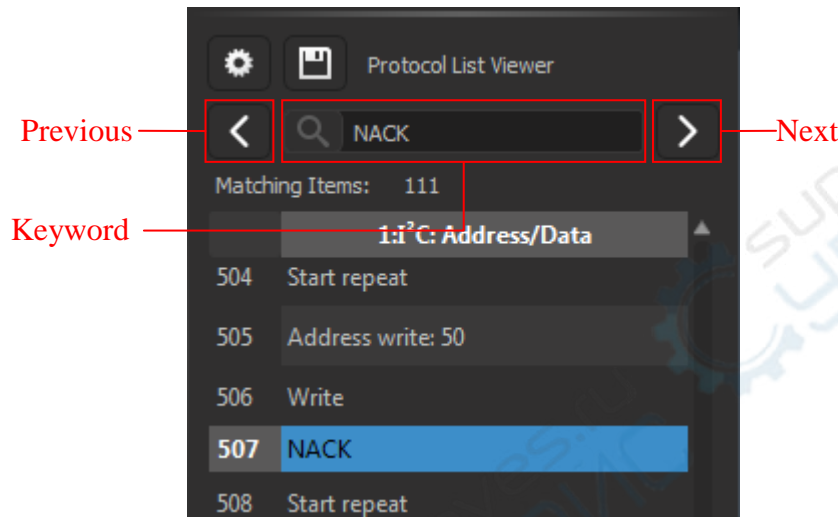 Protocol List Viewer
Previous
NACK
Next
Matching Items: 111
Keyword
1:I²C: Address/Data
504 Start repeat
505 Address write: 50
506 Write
507 NACK
508 Start repeat